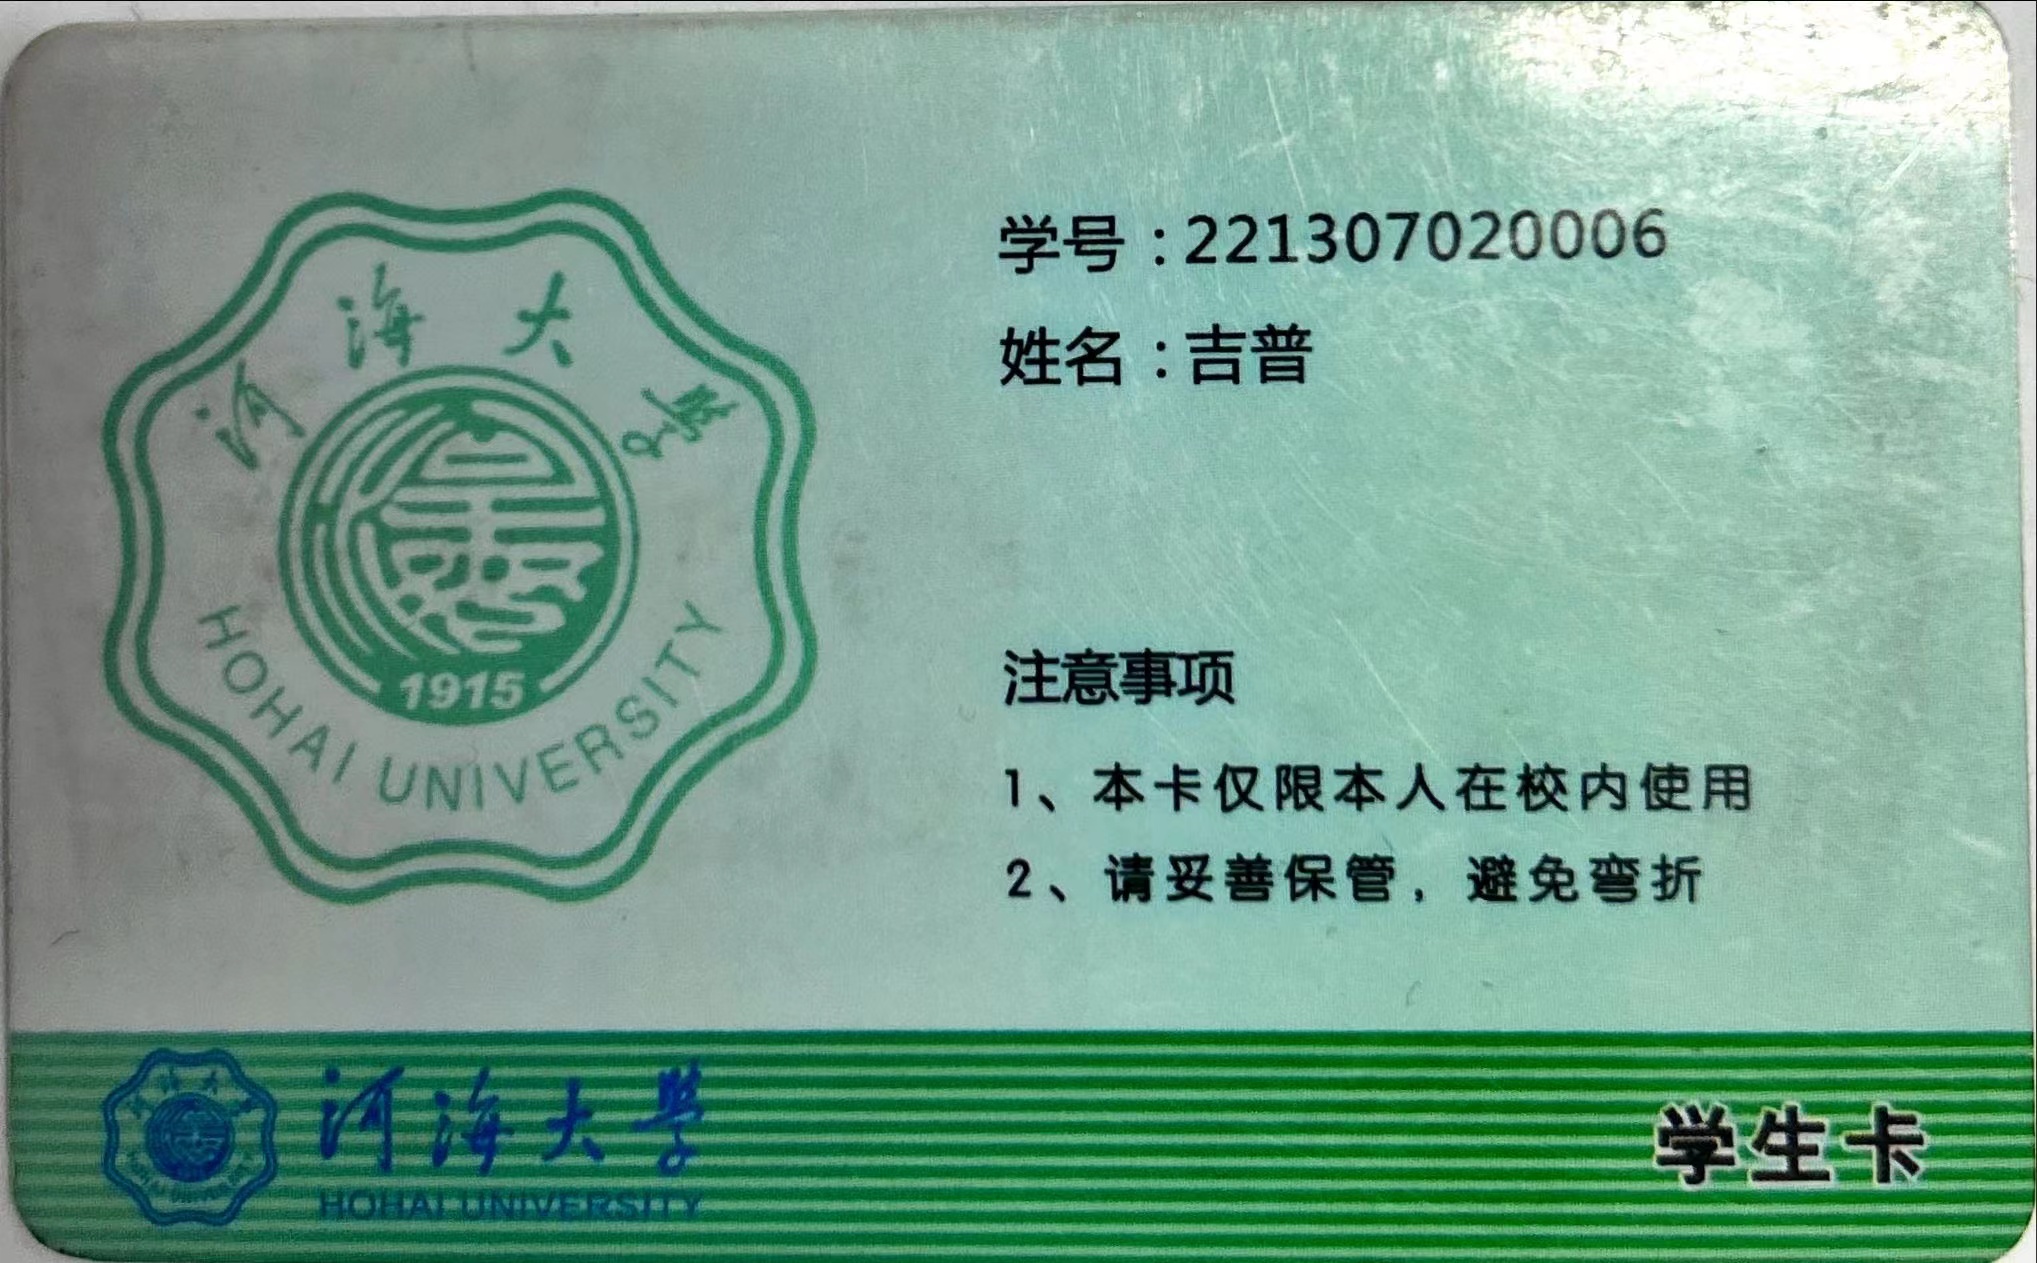 河海大学
1915
HOHAI UNIVERSITY
学号:221307020006
姓名:吉普
注意事项
1、本卡仅限本人在校内使用
2、请妥善保管,避免弯折
河海大学
HOHAI UNIVERSITY
学生卡